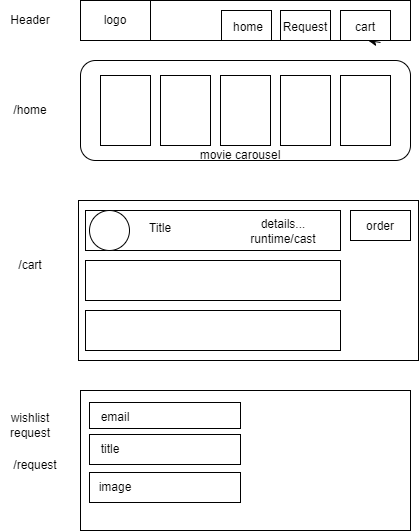 Header
logo
home
Request
cart
/home
movie carousel
/cart
Title
details...
runtime/cast
order
wishlist
request
/request
email
title
image